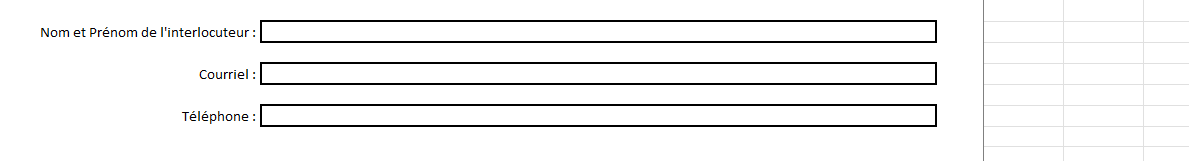 Nom et Prénom de l'interlocuteur :
Courriel :
Téléphone :